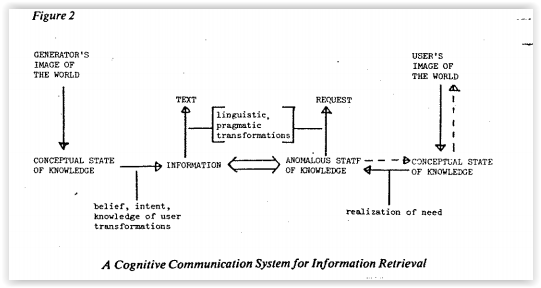 Figure 2
GENERATOR'S
IMAGE OF
THE WORLD
USER'S
IMAGE OF
THE WORLD
TEXT
REQUEST
linguistic,
pragmatic
transformations
CONCEPTUAL STATE
OF KNOWLEDGE
INFORMATION
ANOMALOUS STATE
OF KNOWLEDGE
CONCEPTUAL STATE
OF KNOWLEDGE
belief, intent,
knowledge of user
transformations
realization of need
A Cognitive Communication System for Information Retrieval